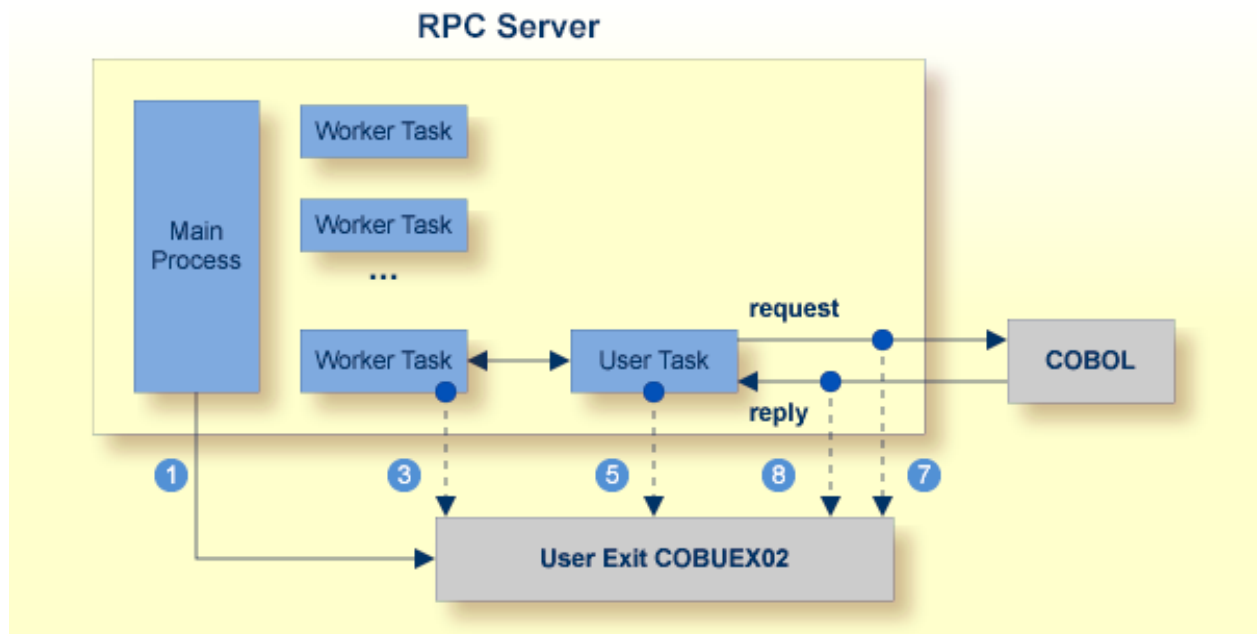 RPC Server
Worker Task
Main
Process
Worker Task
...
Worker Task
User Task
request
reply
COBOL
1
3
5
8
7
User Exit COBUEX02